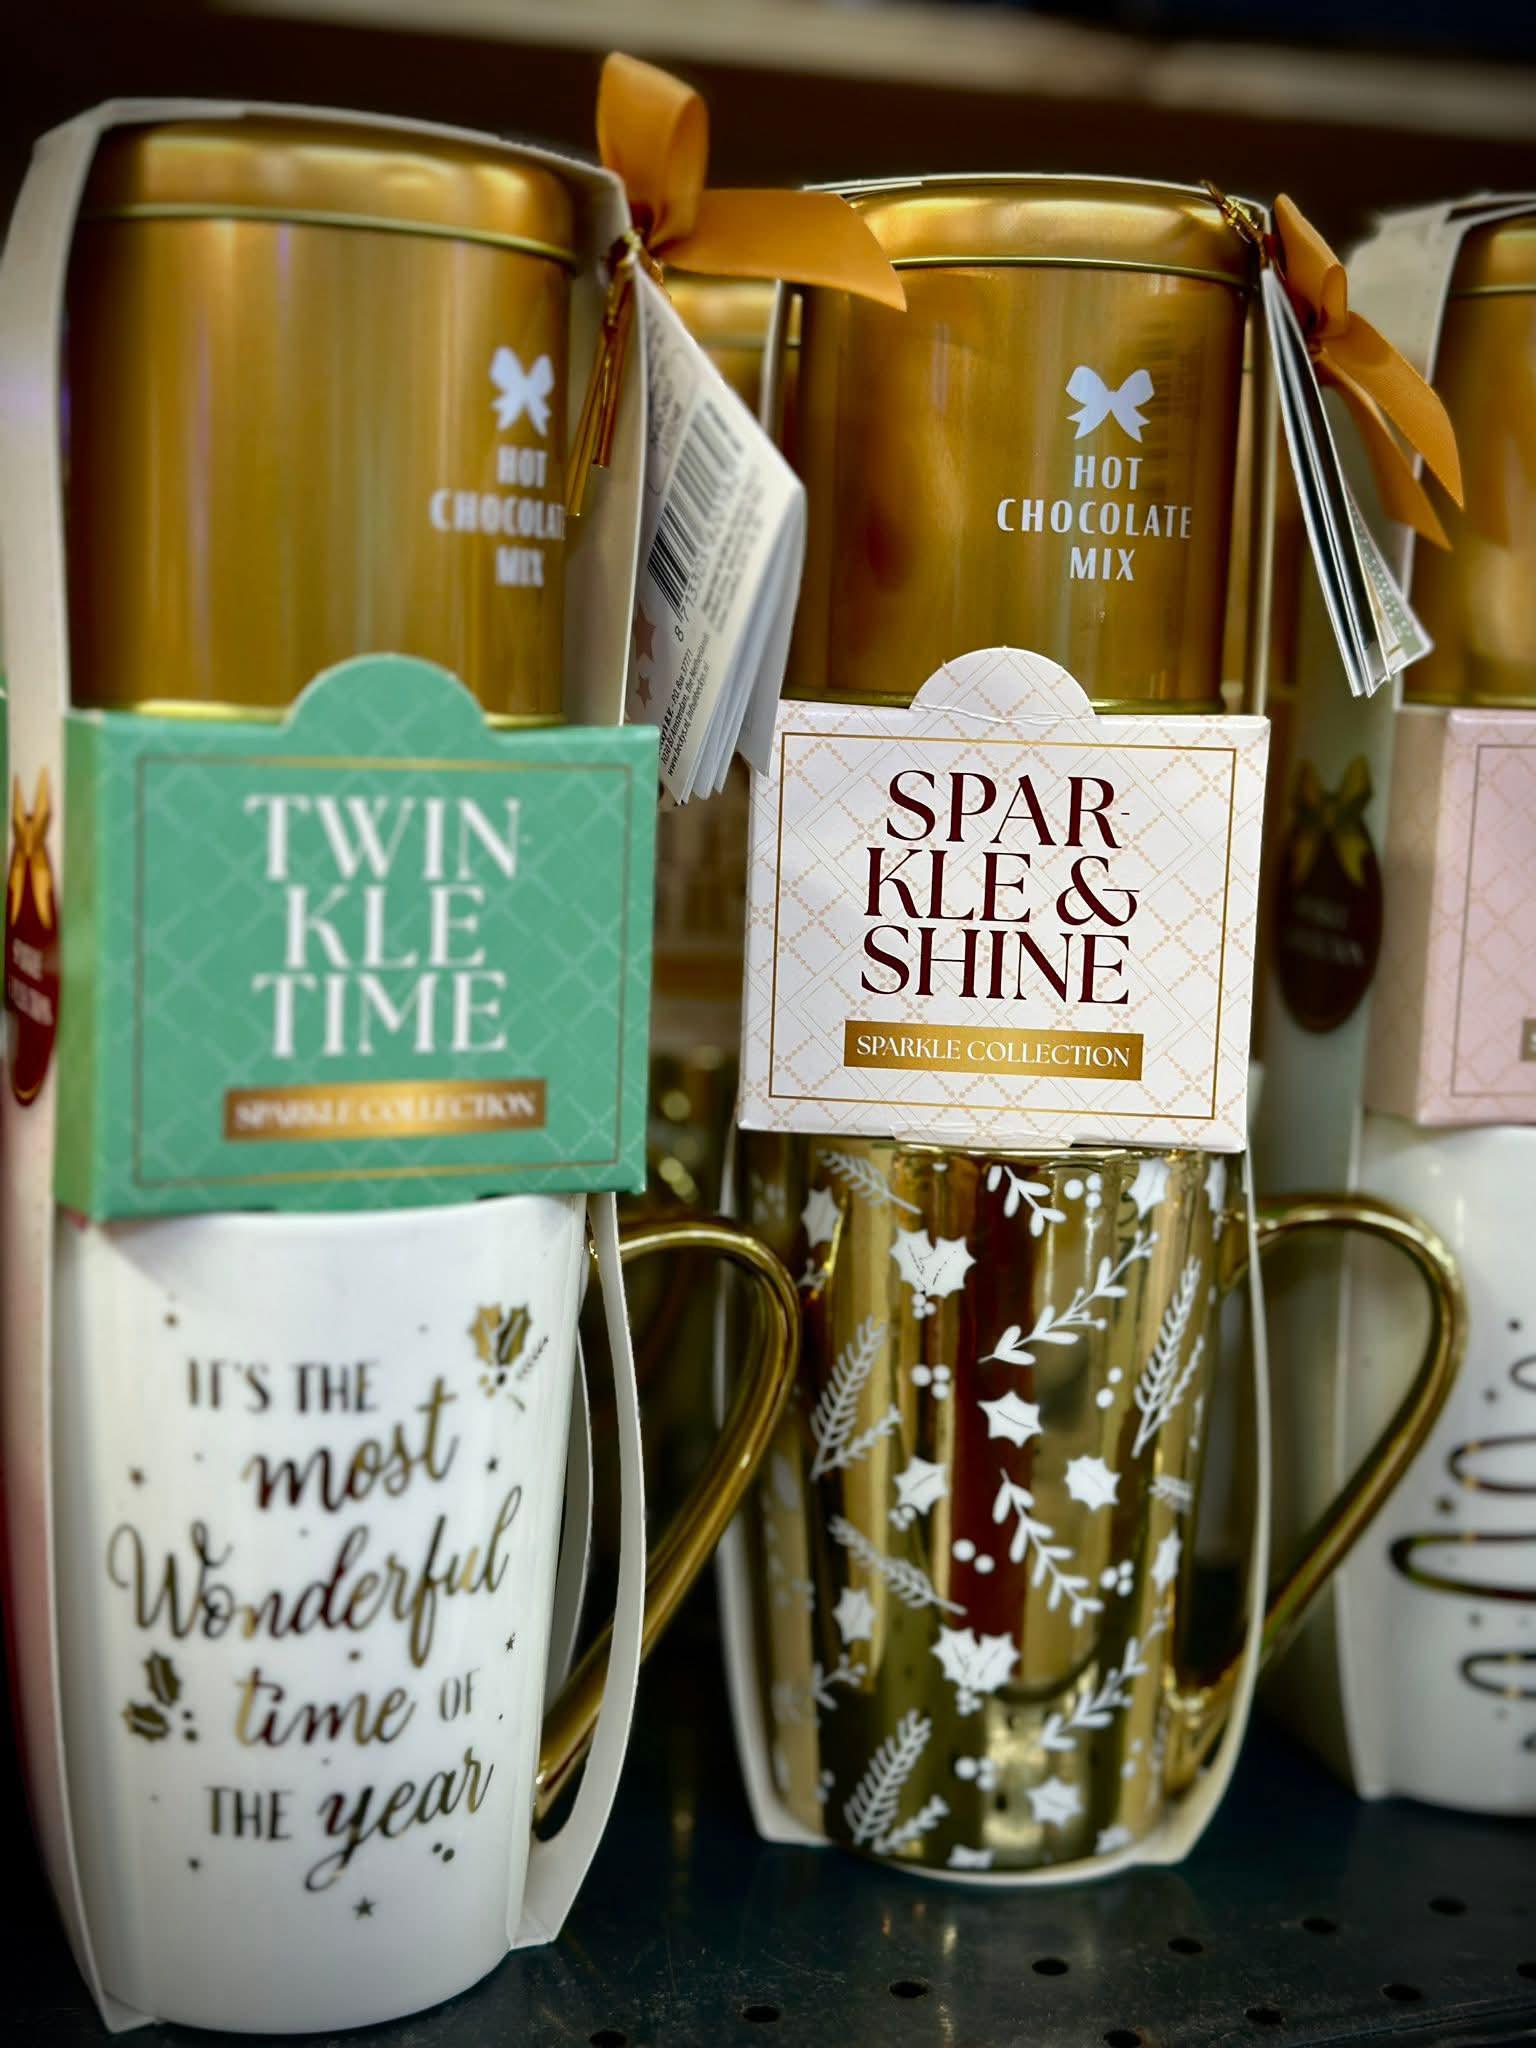 HOT
CHOCOLAT
MIX
TWIN
KLE
TIME
SPARKLE COLLECTION
IT'S THE
most
Wonderful
time OF
THE year
HOT
CHOCOLATE
MIX
SPAR-
KLE &
SHINE
SPARKLE COLLECTION